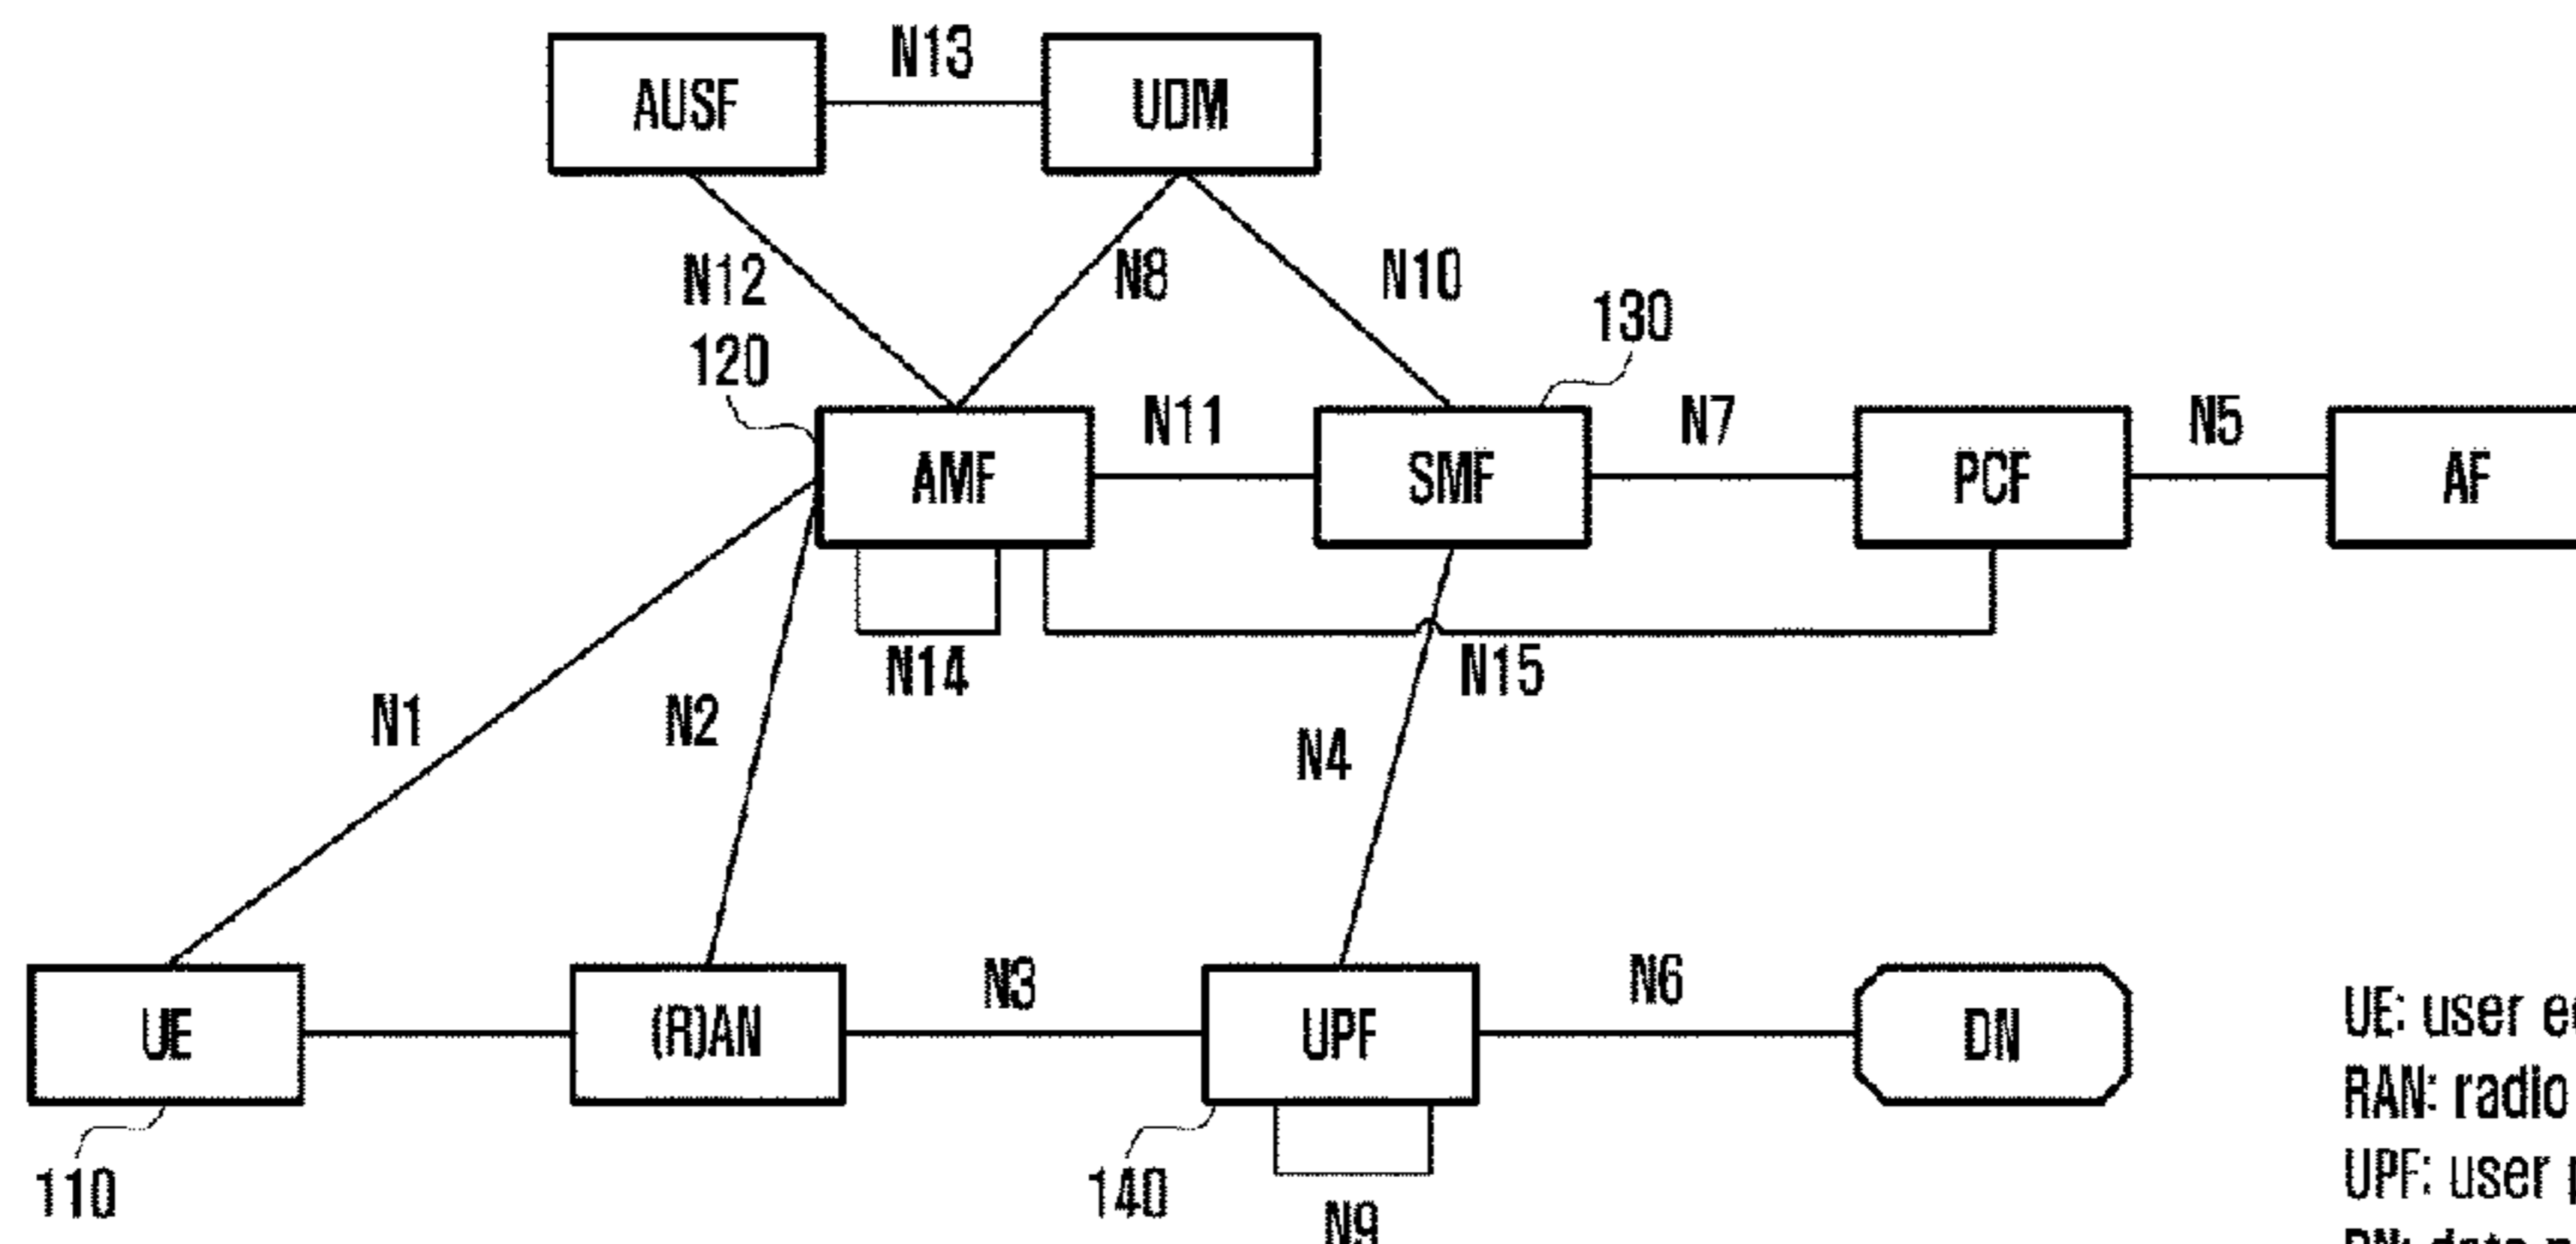 N13
AUSF
UDM
N12
N8
N10
120
130
N11
N7
N5
AMF
SMF
PCF
AF
N14
N15
N1
N2
N4
N3
N6
UE
(R)AN
UPF
DN
110
140
N9
UE: user
RAN: radio
UPF: user